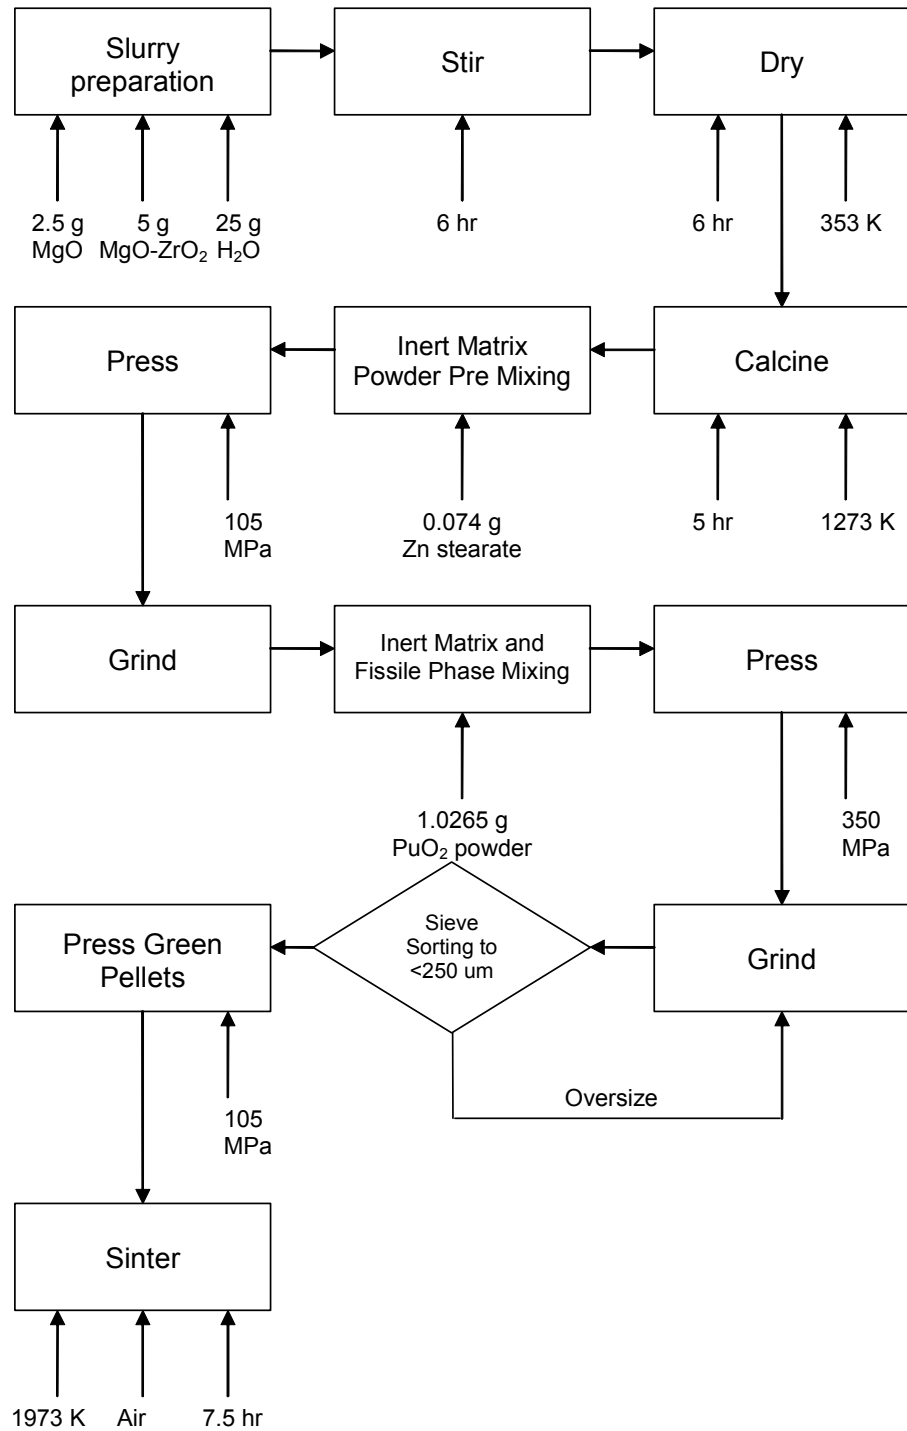 Slurry
preparation
Stir
Dry
2.5 g
MgO
5 g
MgO-ZrO₂
25 g
H₂O
6 hr
6 hr
353 K
Press
Inert Matrix
Powder Pre Mixing
Calcine
105
MPa
0.074 g
Zn stearate
5 hr
1273 K
Grind
Inert Matrix and
Fissile Phase Mixing
Press
1.0265 g
PuO₂ powder
350
MPa
Press Green
Pellets
Sieve
Sorting to
<250 um
Grind
Oversize
105
MPa
Sinter
1973 K
Air
7.5 hr